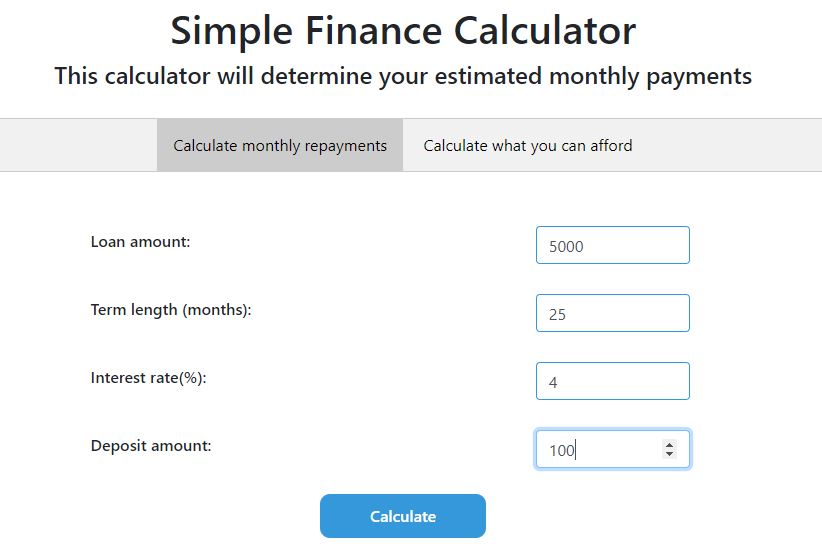 Simple Finance Calculator
This calculator will determine your estimated monthly payments
Calculate monthly repayments Calculate what you can afford
Loan amount: 5000
Term length (months): 25
Interest rate(%): 4
Deposit amount: 100
Calculate